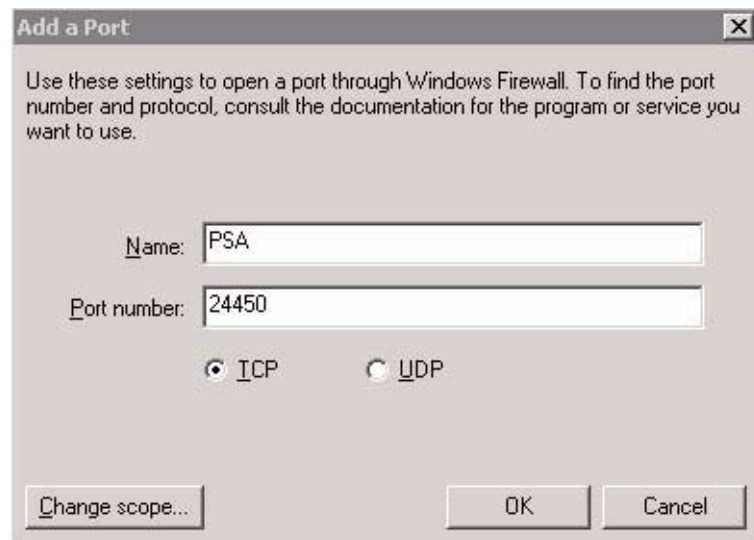 Add a Port
Use these settings to open a port through Windows Firewall. To find the port
number and protocol, consult the documentation for the program or service you
want to use.
Name: PSA
Port number: 24450
TCP UDP
Change scope... OK Cancel